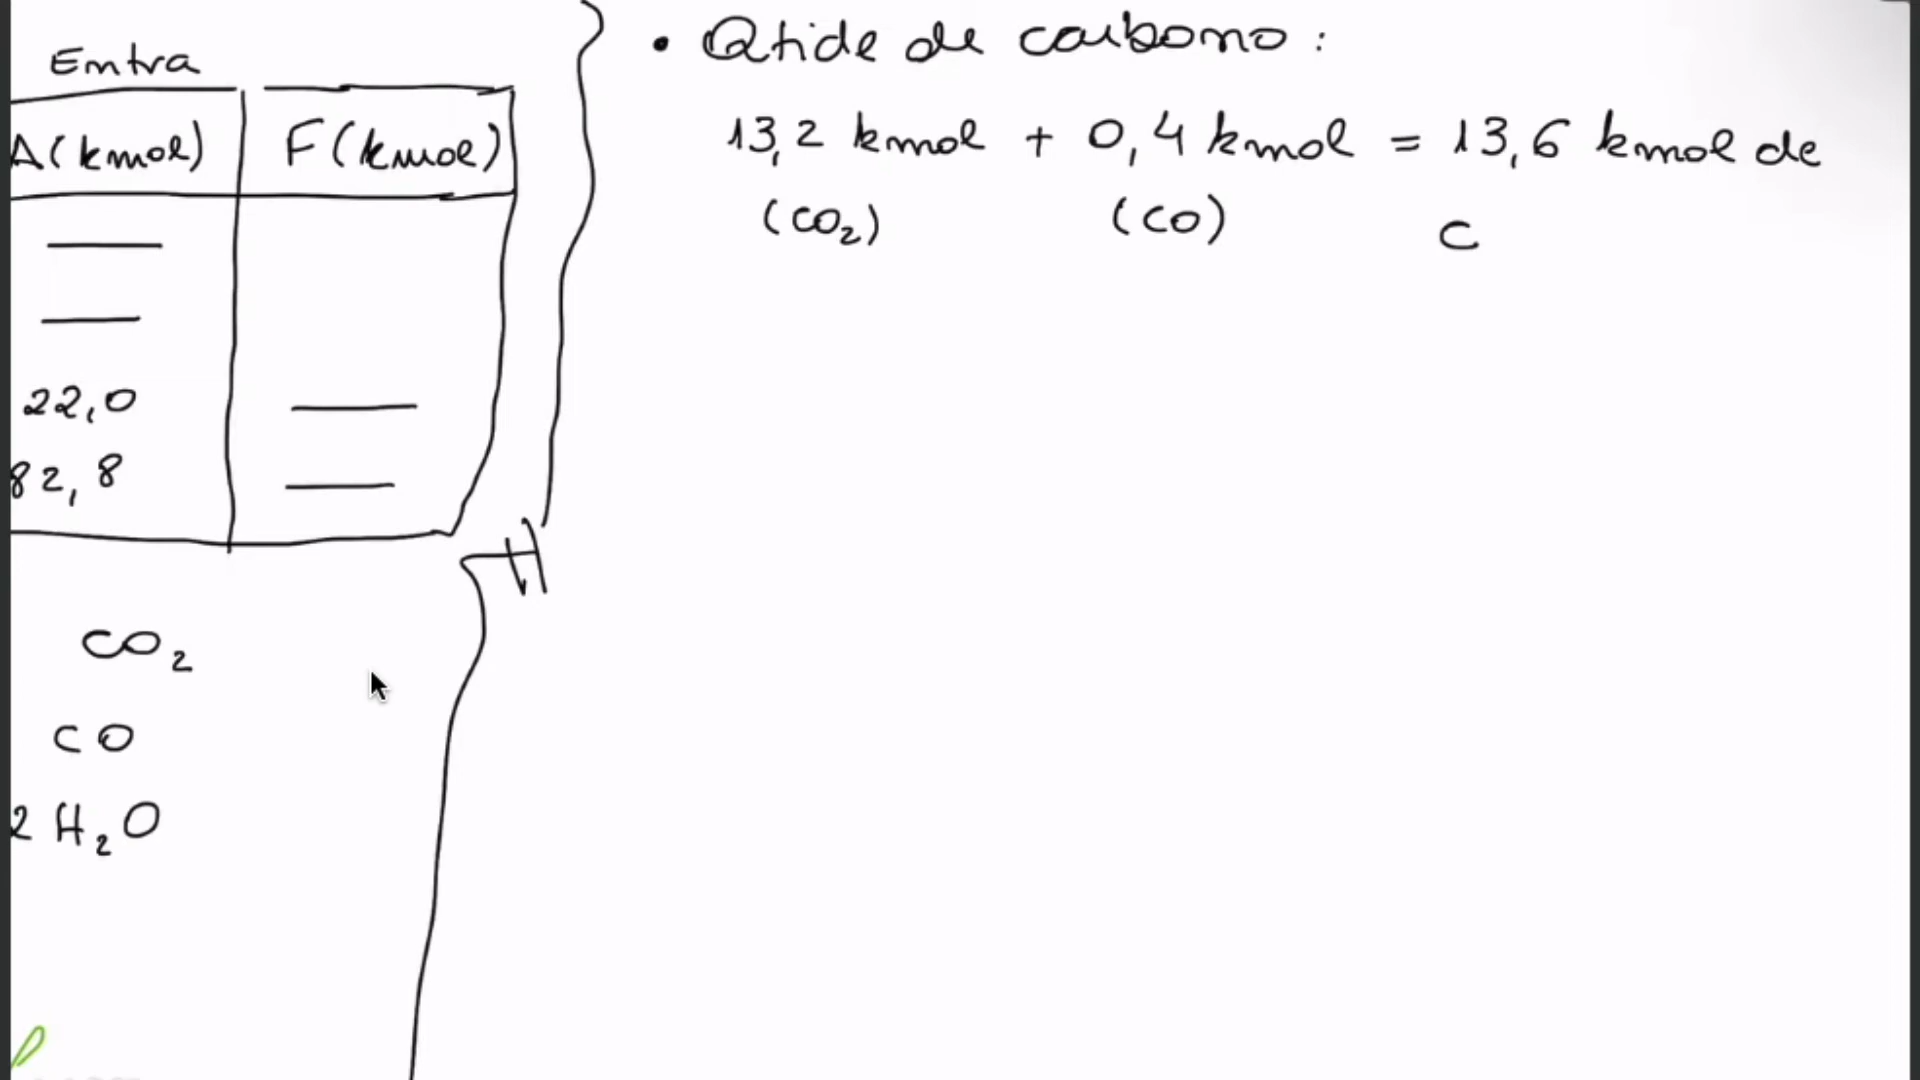 Entra
A(kmol) F(kmol)
22,0
82,8
CO₂
CO
2 H₂O
• Qtide de carbono:
13,2 kmol + 0,4 kmol = 13,6 kmol de
(CO₂) (CO) C